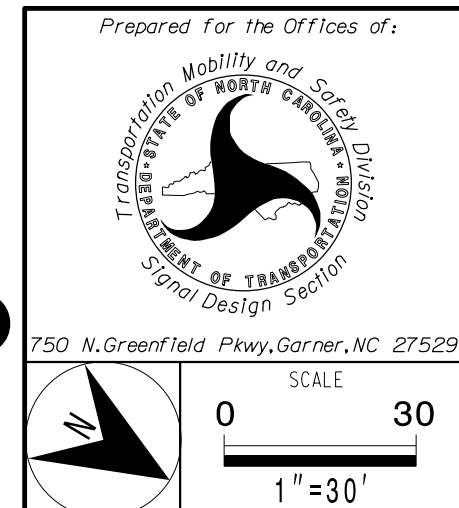 Prepared for the Offices of:
Transportation Mobility and Safety Division
STATE OF NORTH CAROLINA
DEPARTMENT OF TRANSPORTATION
Signal Design Section
750 N.Greenfield Pkwy,Garner,NC 27529
N
SCALE
0 30
1"=30'